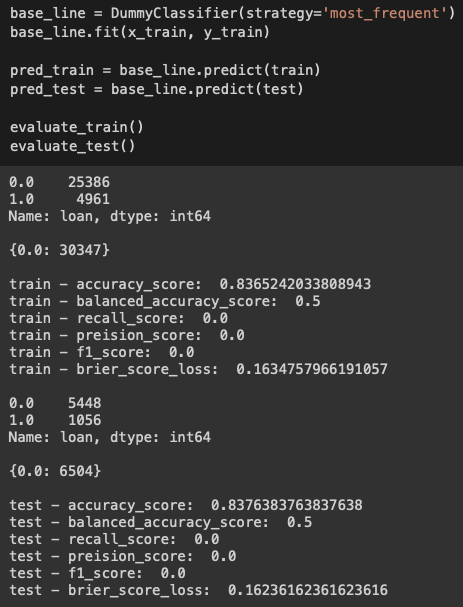 base_line = DummyClassifier(strategy='most_frequent')
base_line.fit(x_train, y_train)
pred_train = base_line.predict(train)
pred_test = base_line.predict(test)
evaluate_train()
evaluate_test()
0.0    25386
1.0     4961
Name: loan, dtype: int64
{0.0: 30347}
train - accuracy_score:  0.8365242033808943
train - balanced_accuracy_score:  0.5
train - recall_score:  0.0
train - preision_score:  0.0
train - f1_score:  0.0
train - brier_score_loss:  0.1634757966191057
0.0    5448
1.0    1056
Name: loan, dtype: int64
{0.0: 6504}
test - accuracy_score:  0.8376383763837638
test - balanced_accuracy_score:  0.5
test - recall_score:  0.0
test - preision_score:  0.0
test - f1_score:  0.0
test - brier_score_loss:  0.16236162361623616